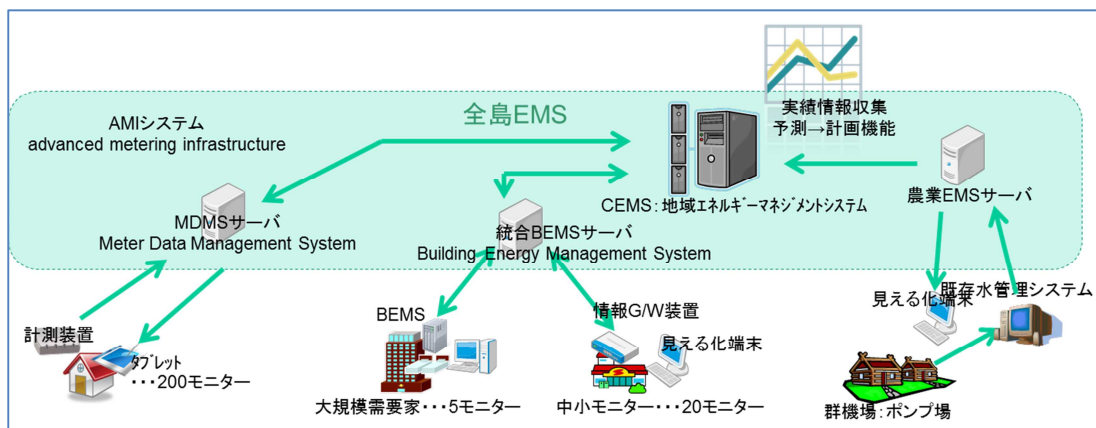 全島EMS
実績情報収集
予測→計画機能
AMIシステム
advanced metering infrastructure
MDMSサーバ
Meter Data Management System
CEMS：地域エネルギーマネジメントシステム
農業EMSサーバ
統合BEMSサーバ
Building Energy Management System
計測装置
タブレット
・・・200モニター
BEMS
大規模需要家・・・5モニター
情報G/W装置
見える化端末
中小モニター・・・20モニター
見える化端末
既存水管理システム
群機場：ポンプ場